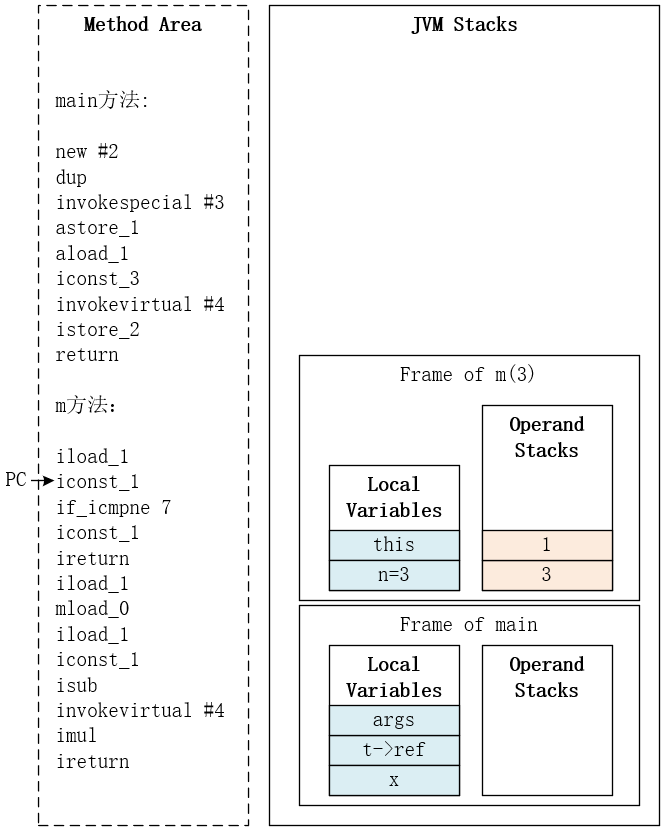 Method Area
main方法:
new #2
dup
invokespecial #3
astore_1
aload_1
iconst_3
invokevirtual #4
istore_2
return
m方法：
iload_1
PC
iconst_1
if_icmpne 7
iconst_1
ireturn
iload_1
mload_0
iload_1
iconst_1
isub
invokevirtual #4
imul
ireturn
JVM Stacks
Frame of m(3)
Local
Variables
this
n=3
Operand
Stacks
1
3
Frame of main
Local
Variables
args
t->ref
x
Operand
Stacks